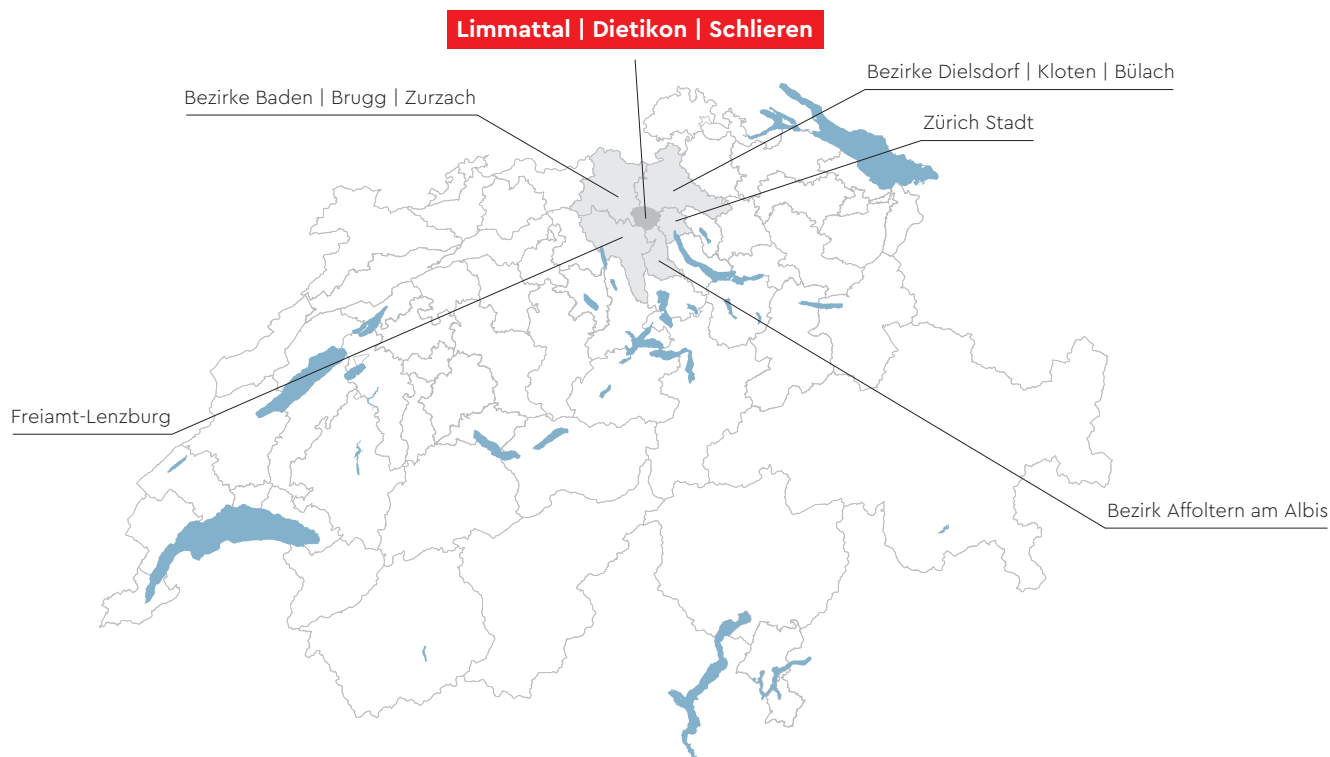 Limmattal | Dietikon | Schlieren
Bezirke Dielsdorf | Kloten | Bülach
Bezirke Baden | Brugg | Zurzach
Zürich Stadt
Freiamt-Lenzburg
Bezirk Affoltern am Albis